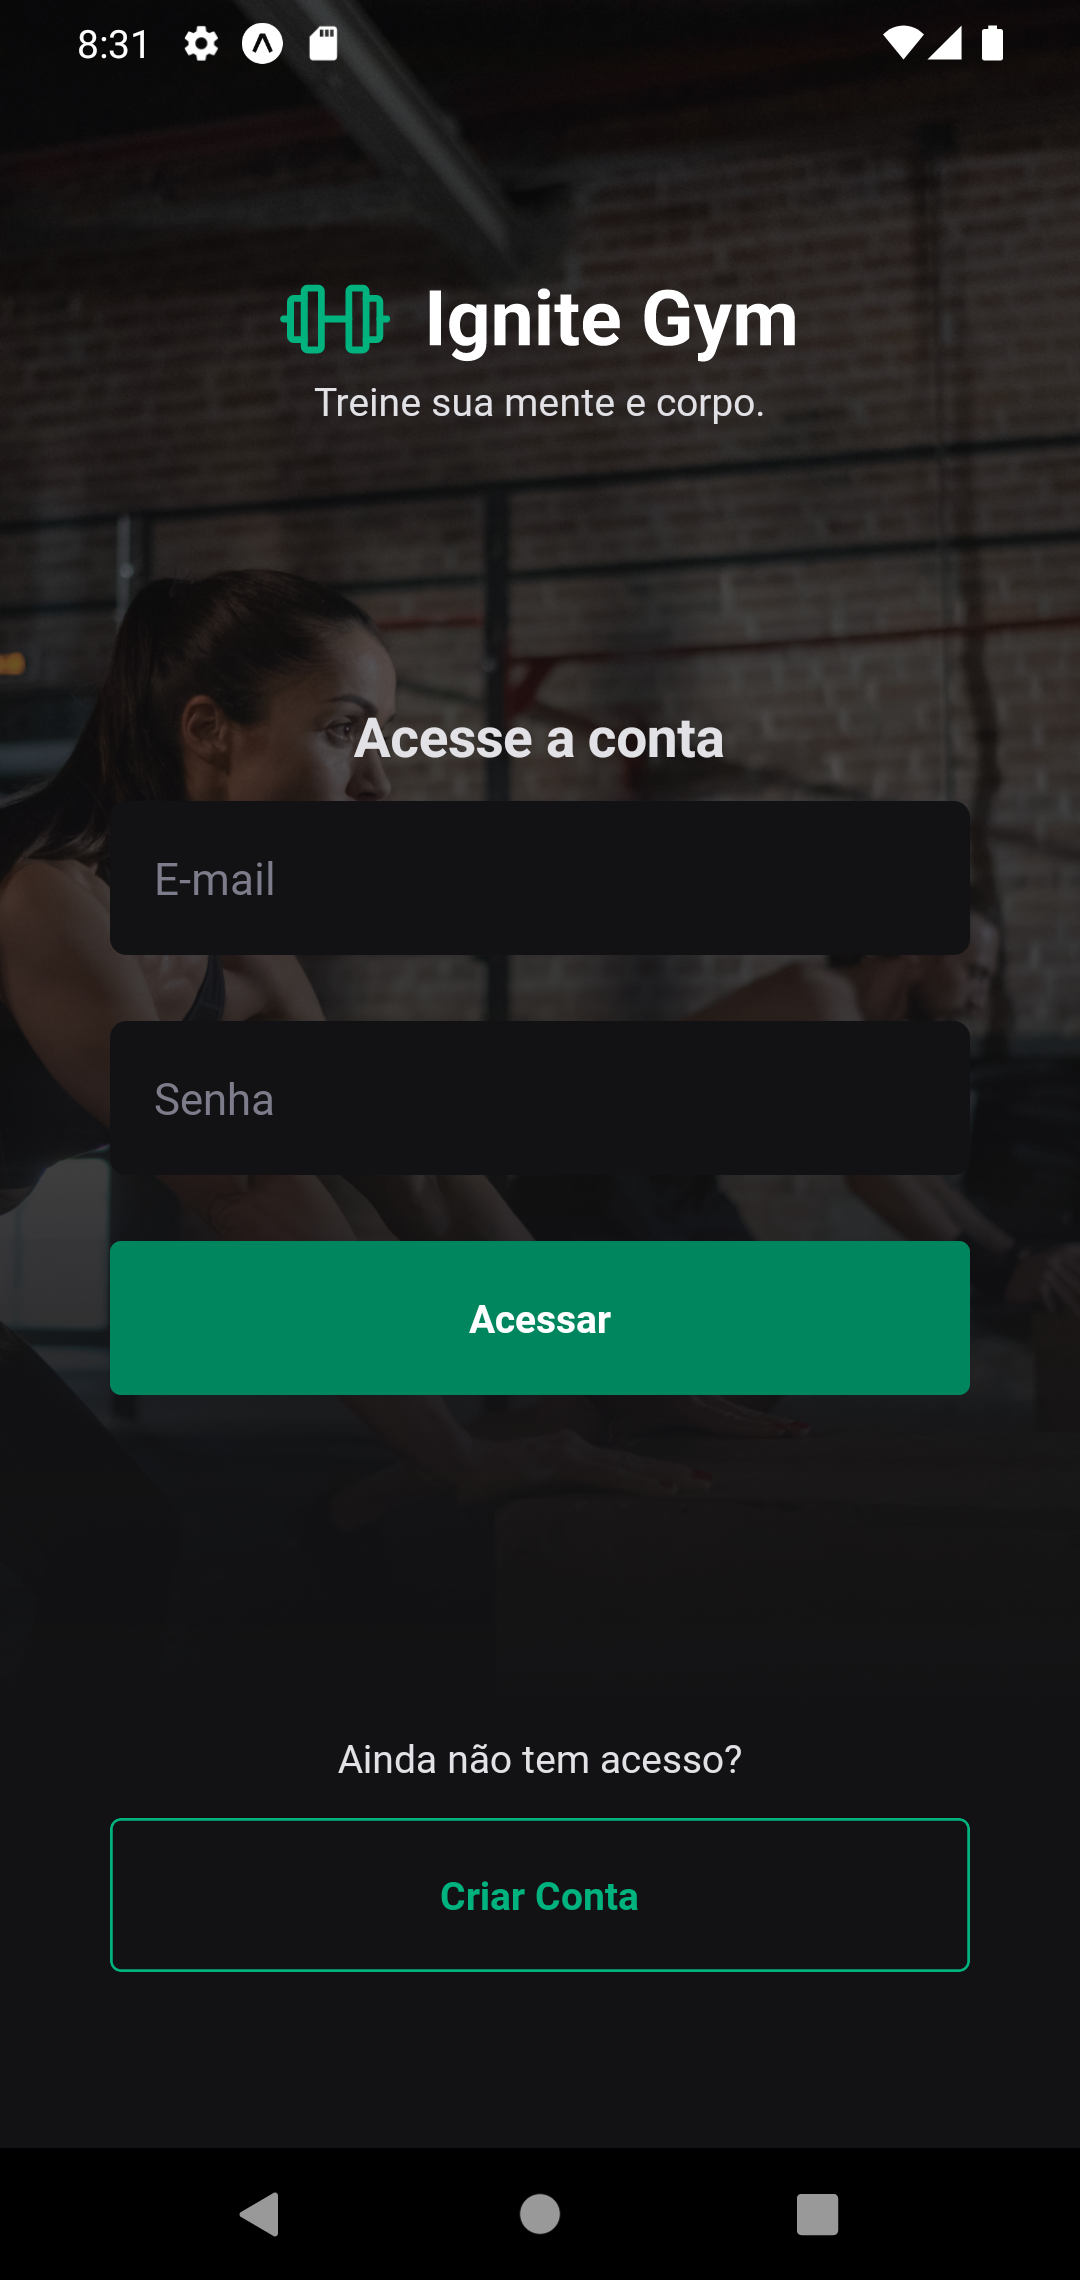 8:31
Ignite Gym
Treine sua mente e corpo.
Acesse a conta
E-mail
Senha
Acessar
Ainda não tem acesso?
Criar Conta